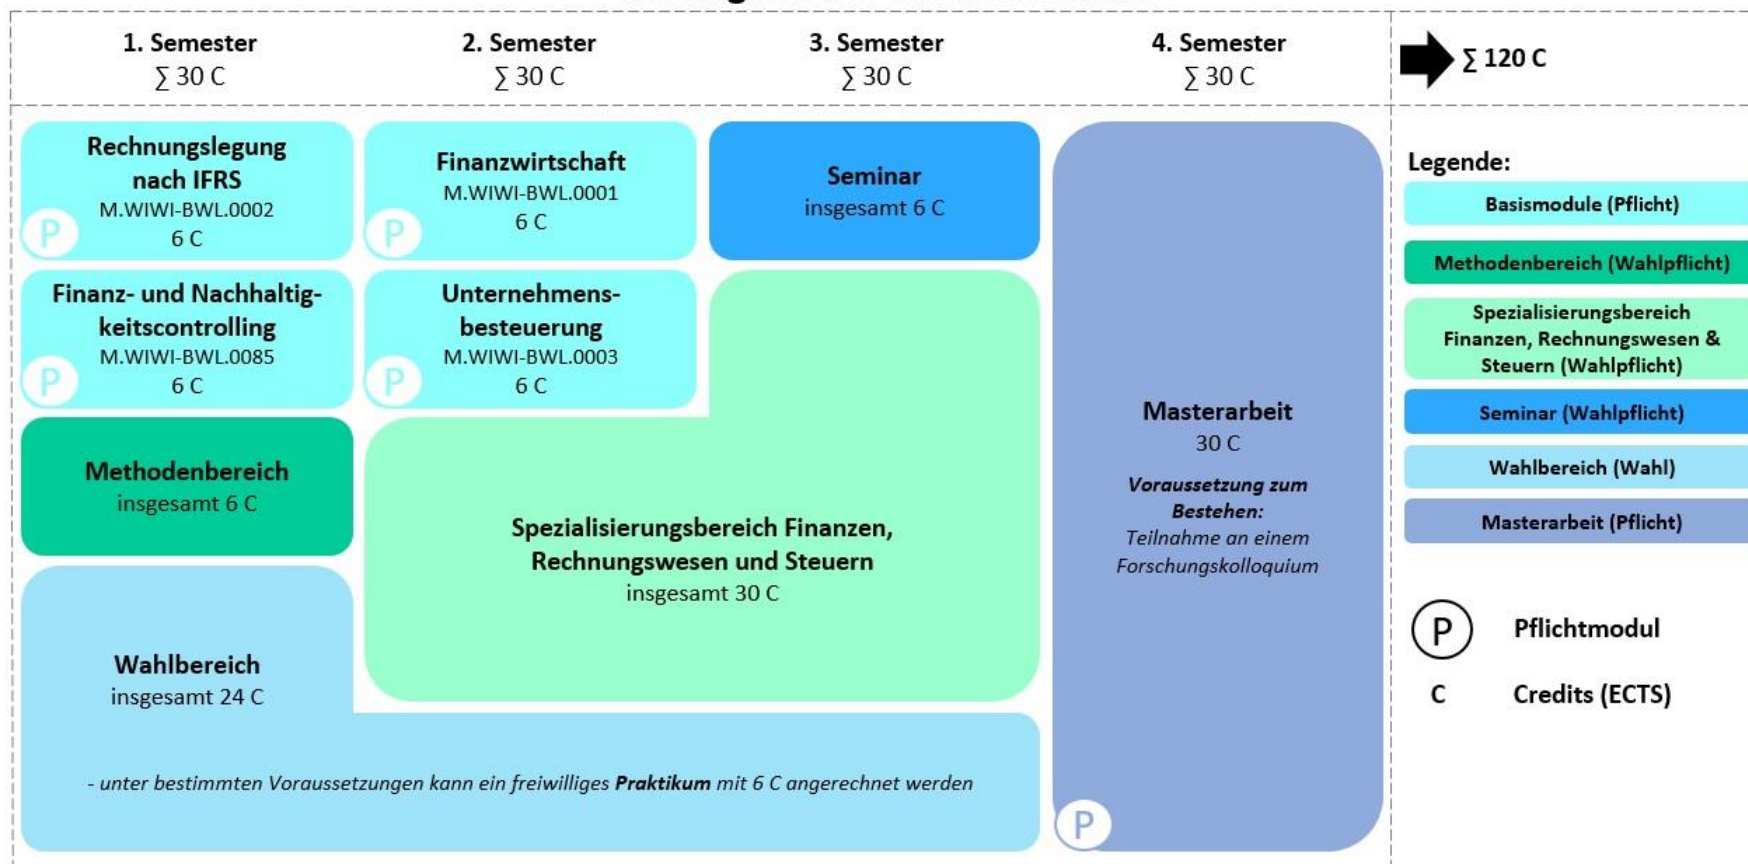 1. Semester
∑ 30 C
2. Semester
∑ 30 C
3. Semester
∑ 30 C
4. Semester
∑ 30 C
∑ 120 C
Rechnungslegung
nach IFRS
M.WIWI-BWL.0002
6 C
P
Finanzwirtschaft
M.WIWI-BWL.0001
6 C
P
Seminar
insgesamt 6 C
Finanz- und Nachhaltig-
keitscontrolling
M.WIWI-BWL.0085
6 C
P
Unternehmens-
besteuerung
M.WIWI-BWL.0003
6 C
P
Methodenbereich
insgesamt 6 C
Spezialisierungsbereich Finanzen,
Rechnungswesen und Steuern
insgesamt 30 C
Wahlbereich
insgesamt 24 C
- unter bestimmten Voraussetzungen kann ein freiwilliges Praktikum mit 6 C angerechnet werden
Masterarbeit
30 C
Voraussetzung zum
Bestehen:
Teilnahme an einem
Forschungskolloquium
P
Legende:
Basismodule (Pflicht)
Methodenbereich (Wahlpflicht)
Spezialisierungsbereich
Finanzen, Rechnungswesen &
Steuern (Wahlpflicht)
Seminar (Wahlpflicht)
Wahlbereich (Wahl)
Masterarbeit (Pflicht)
P Pflichtmodul
C Credits (ECTS)